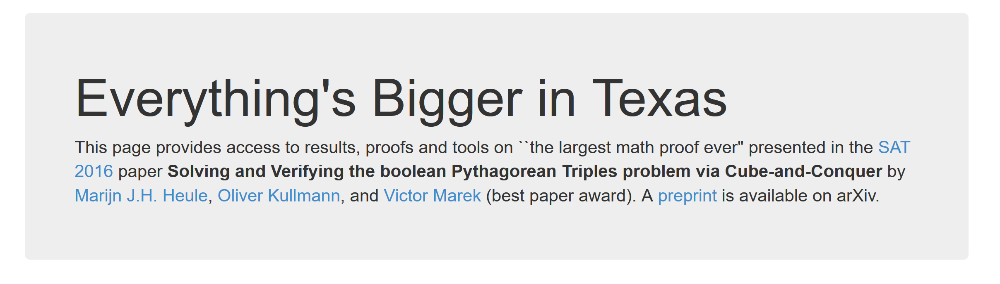 Everything's Bigger in Texas
This page provides access to results, proofs and tools on ``the largest math proof ever" presented in the SAT
2016 paper Solving and Verifying the boolean Pythagorean Triples problem via Cube-and-Conquer by
Marijn J.H. Heule, Oliver Kullmann, and Victor Marek (best paper award). A preprint is available on arXiv.